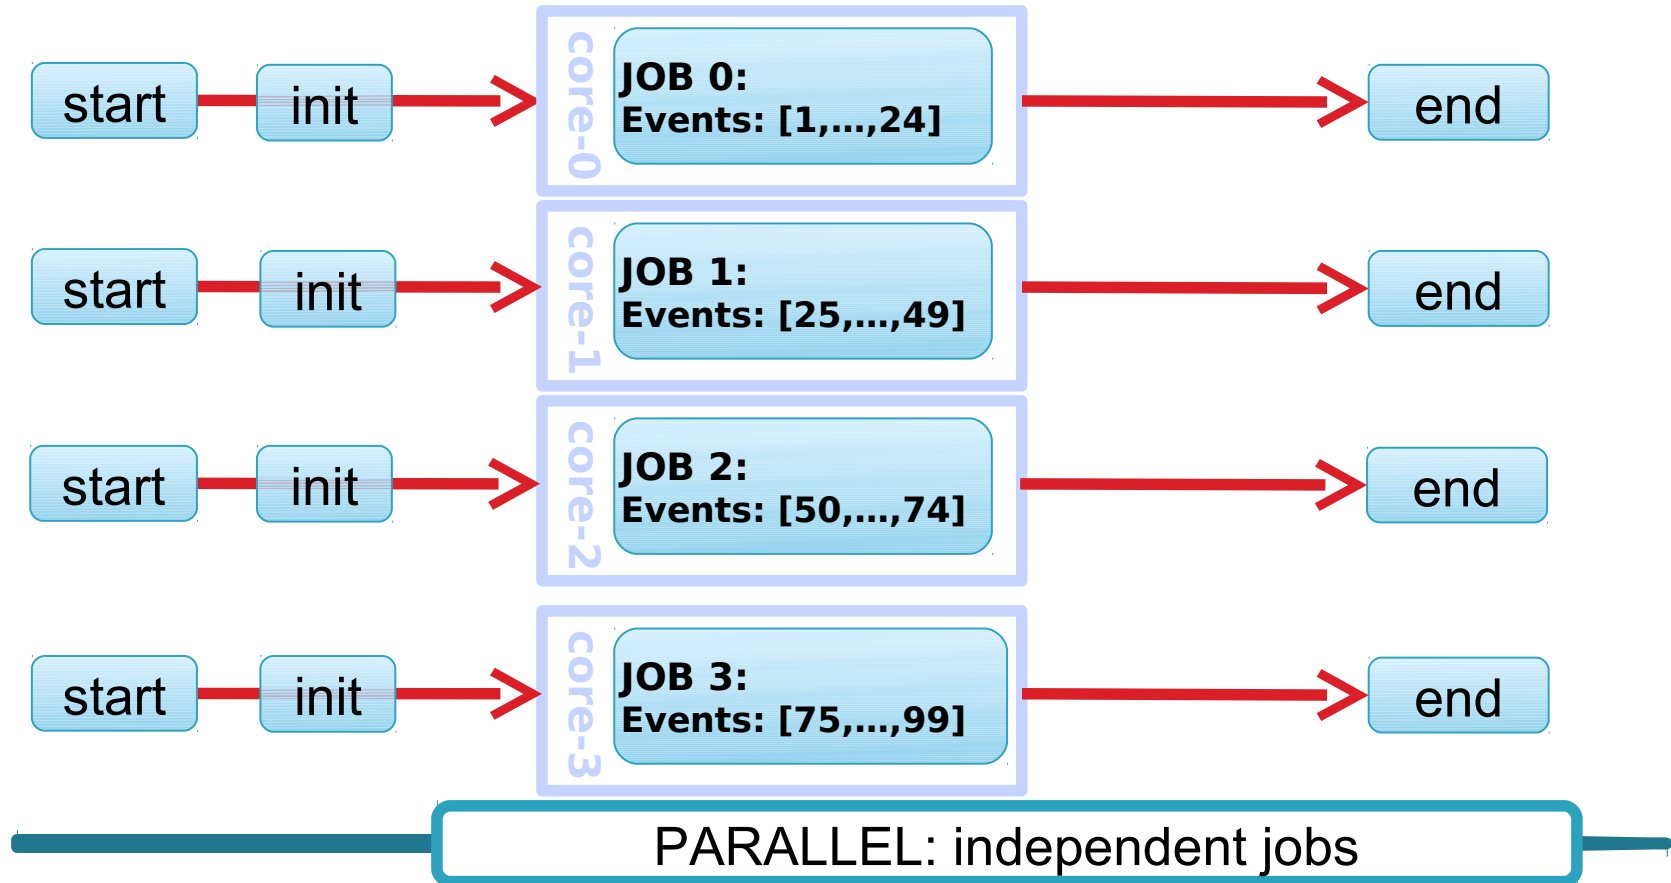 start
init
core-0
JOB 0:
Events: [1,...,24]
end
start
init
core-1
JOB 1:
Events: [25,...,49]
end
start
init
core-2
JOB 2:
Events: [50,...,74]
end
start
init
core-3
JOB 3:
Events: [75,...,99]
end
PARALLEL: independent jobs